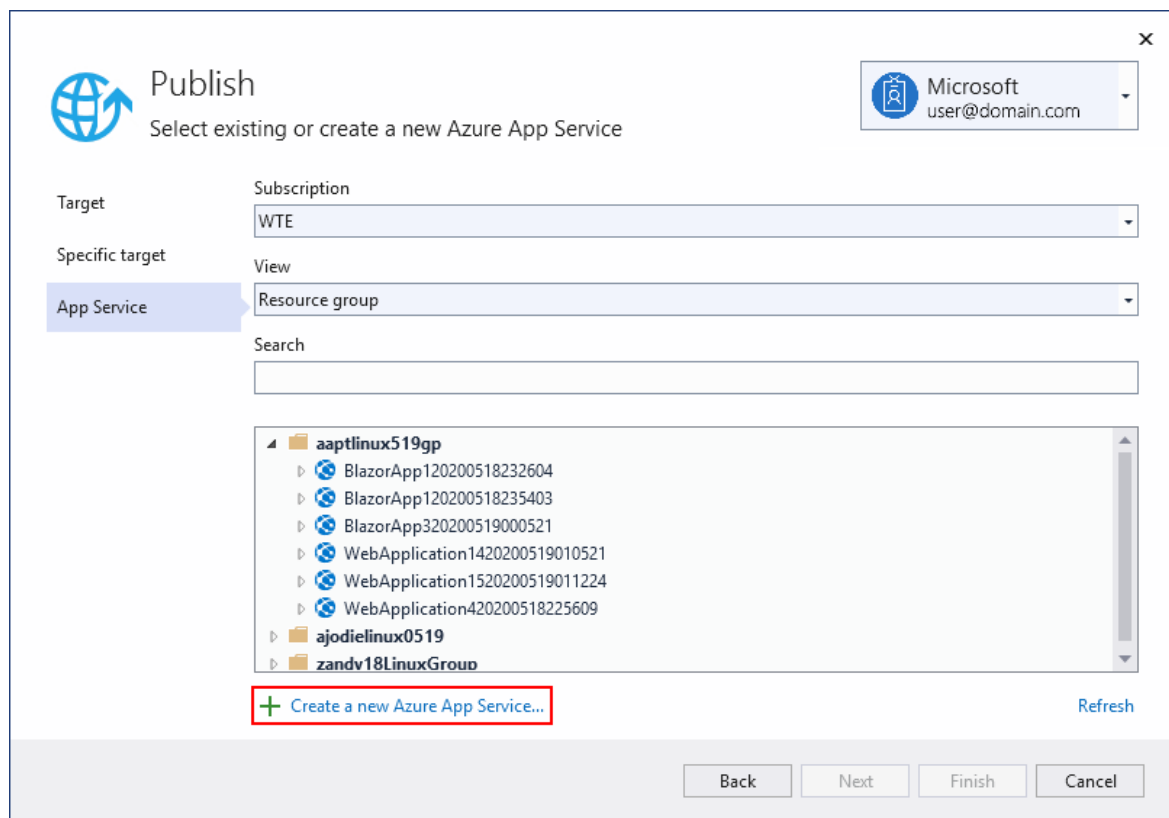 Publish
Select existing or create a new Azure App Service
Microsoft
user@domain.com
Target
Specific target
App Service
Subscription
WTE
View
Resource group
Search
aaptlinux519gp
BlazorApp120200518232604
BlazorApp120200518235403
BlazorApp320200519000521
WebApplication1420200519010521
WebApplication1520200519011224
WebApplication420200518225609
ajodielinux0519
zandy18LinuxGroup
Create a new Azure App Service...
Refresh
Back
Next
Finish
Cancel